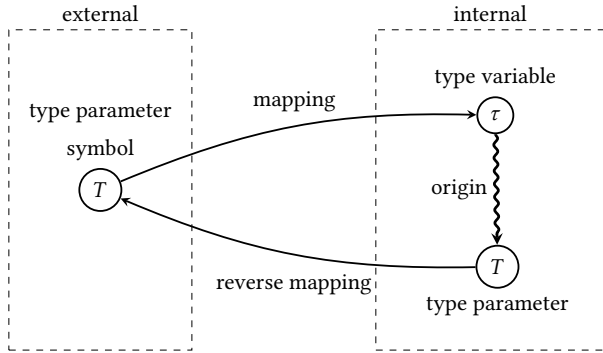 external
internal
type variable
mapping
τ
type parameter
symbol
T
origin
T
reverse mapping
type parameter